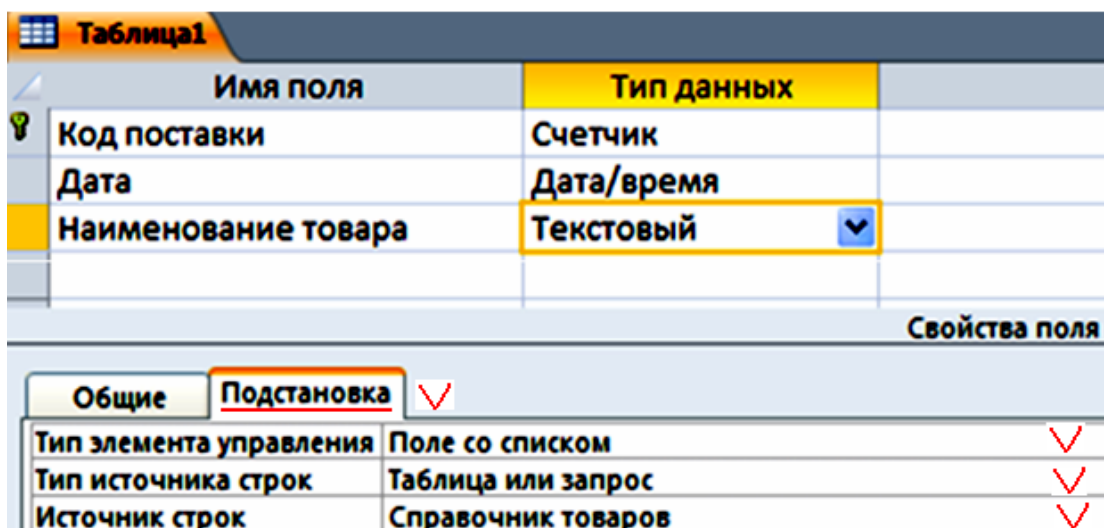 Таблица1
Имя поля Тип данных
Код поставки Счетчик
Дата Дата/время
Наименование товара Текстовый
Свойства поля
Общие Подстановка
Тип элемента управления Поле со списком
Тип источника строк Таблица или запрос
Источник строк Справочник товаров